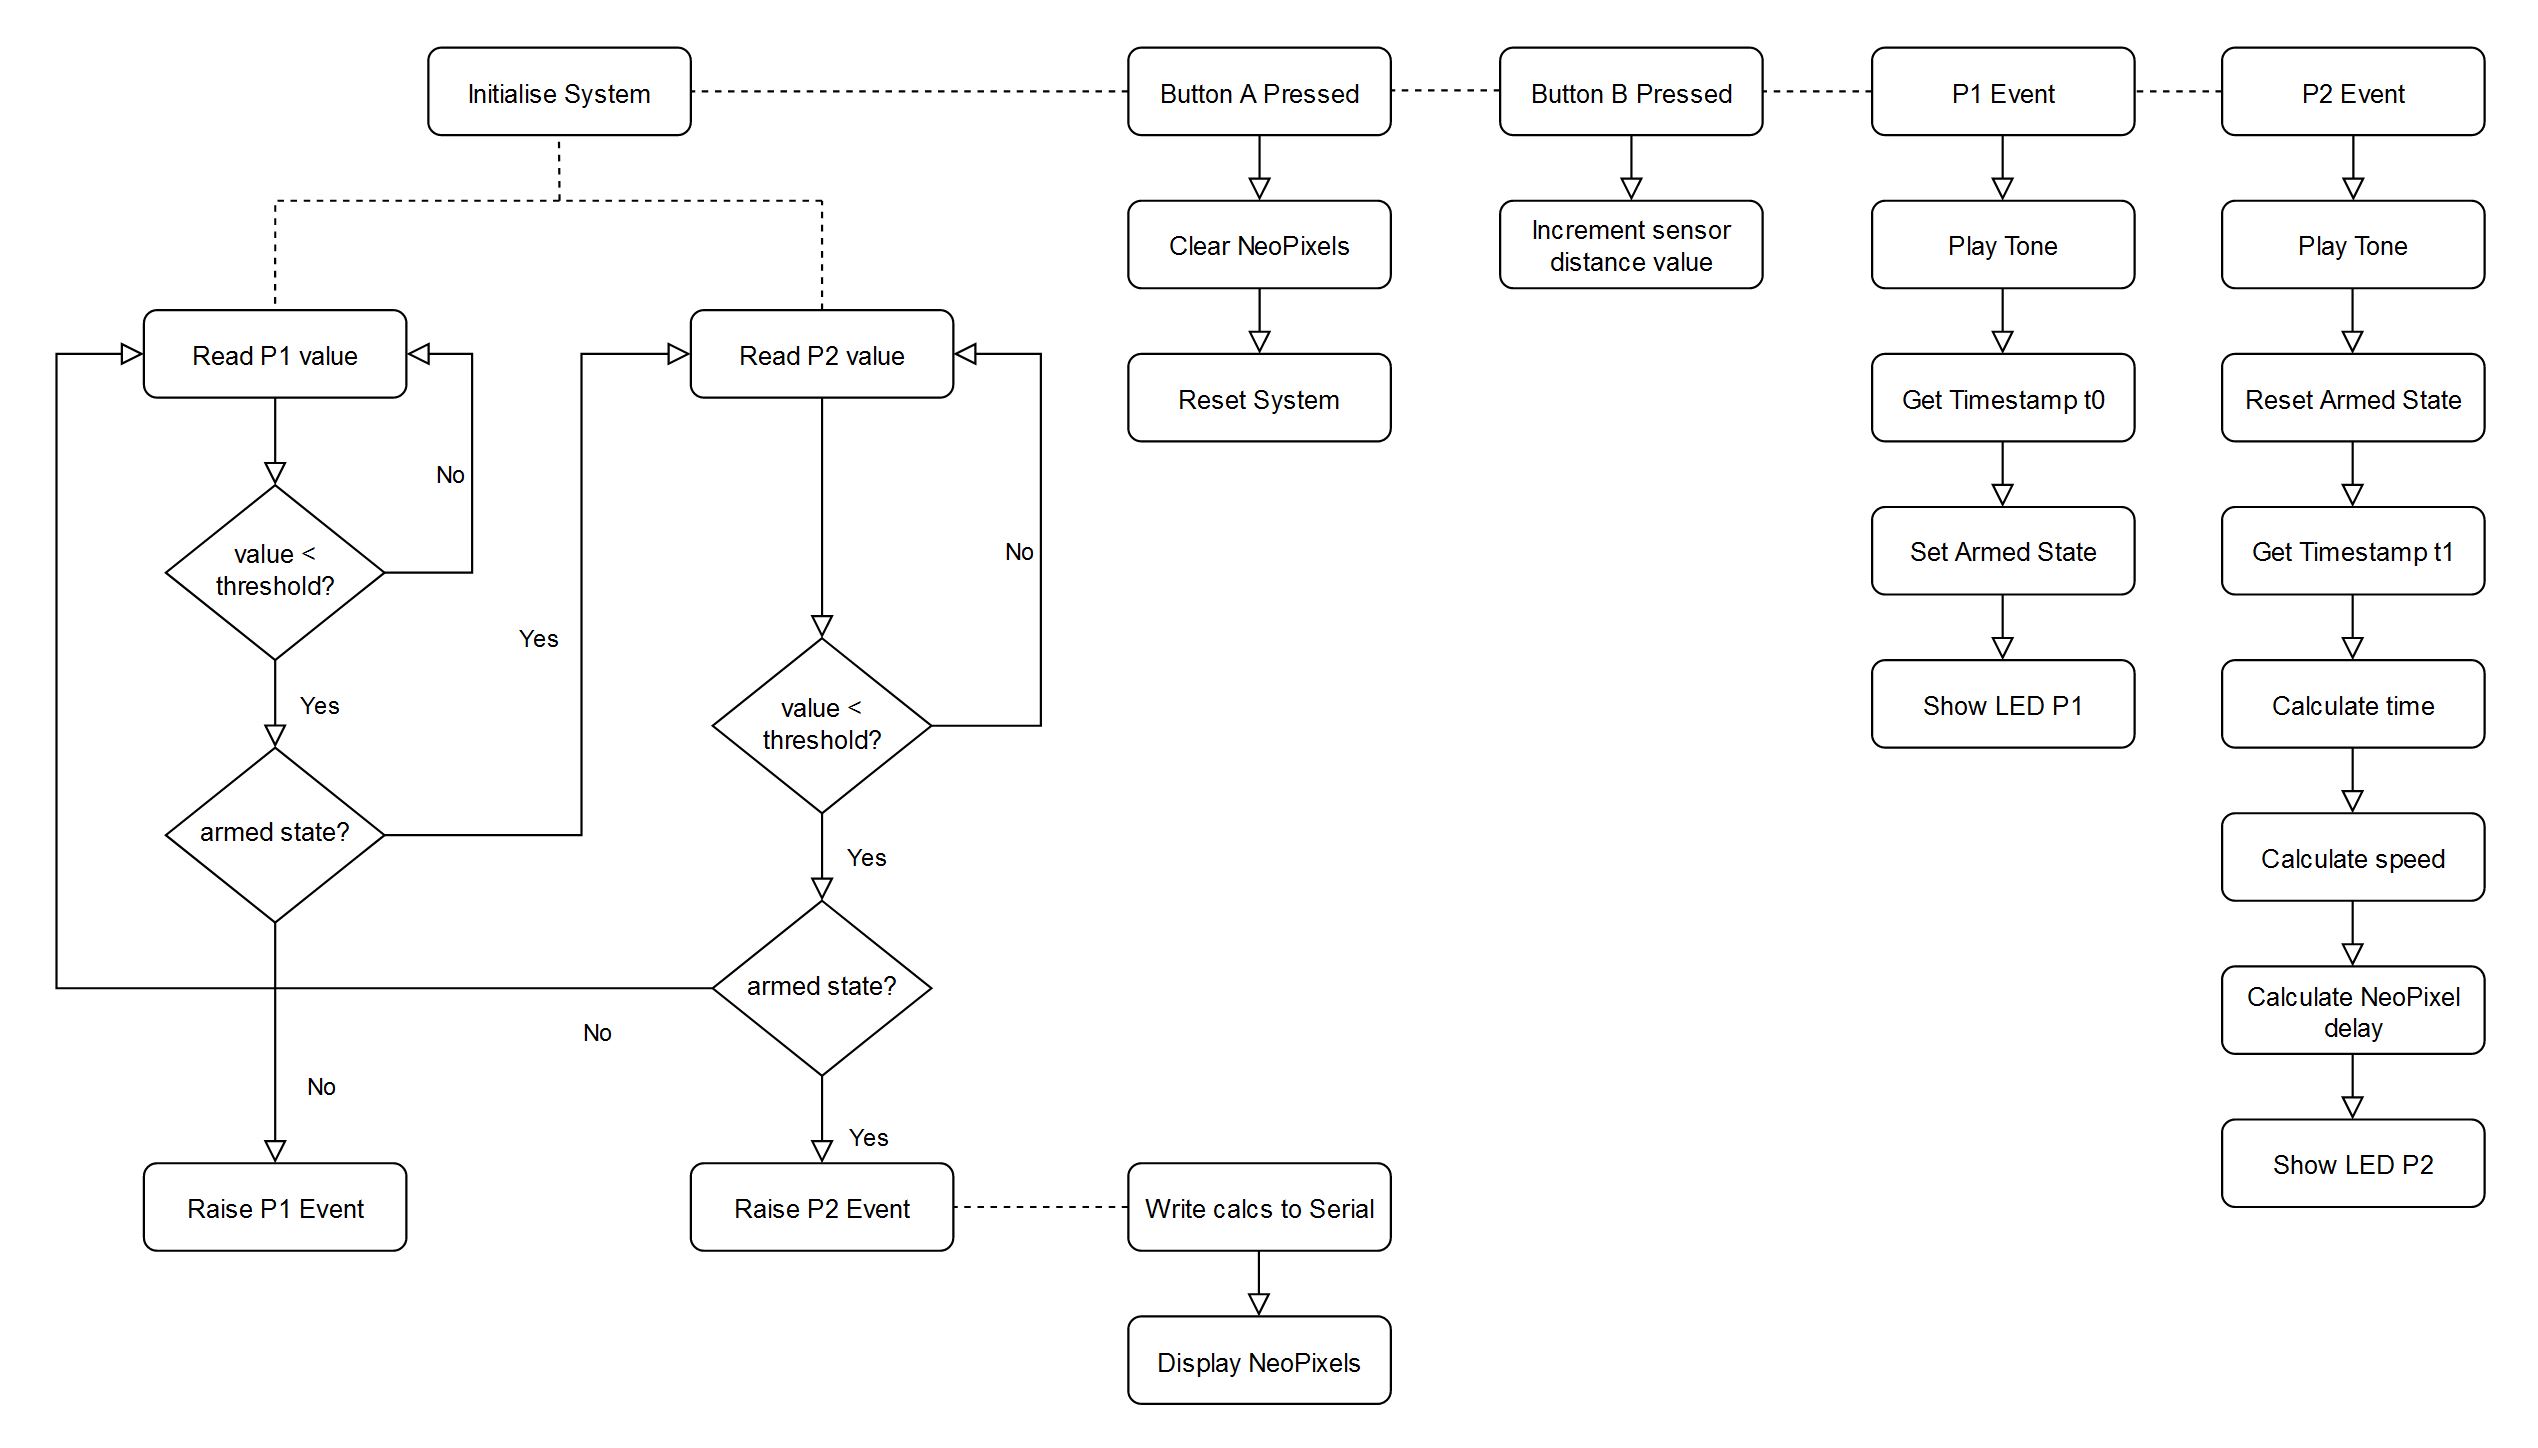 Initialise System
Button A Pressed
Button B Pressed
P1 Event
P2 Event
Clear NeoPixels
Increment sensor
distance value
Play Tone
Play Tone
Read P1 value
Read P2 value
Reset System
Get Timestamp t0
Reset Armed State
No
value <
threshold?
No
Set Armed State
Get Timestamp t1
Yes
Yes
value <
threshold?
Show LED P1
Calculate time
armed state?
Yes
Calculate speed
armed state?
No
No
Calculate NeoPixel
delay
Yes
Raise P1 Event
Raise P2 Event
Write calcs to Serial
Show LED P2
Display NeoPixels